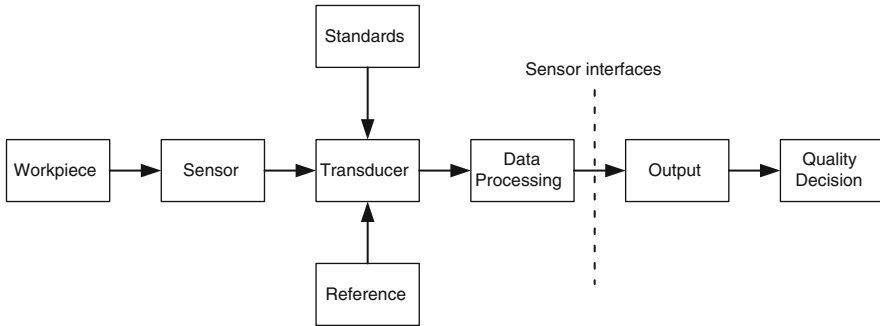 Standards
Sensor interfaces
Workpiece
Sensor
Transducer
Data
Processing
Output
Quality
Decision
Reference